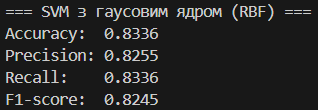 === SVM з гаусовим ядром (RBF) ===
Accuracy:  0.8336
Precision: 0.8255
Recall:    0.8336
F1-score:  0.8245